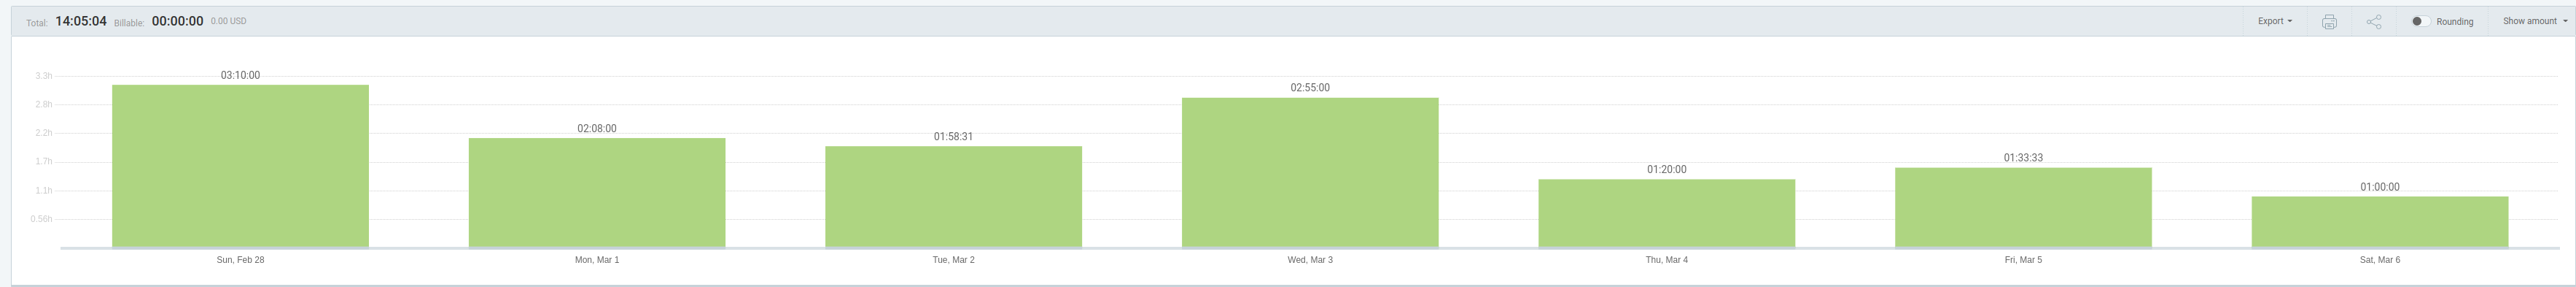 Total: 14:05:04 Billable: 00:00:00 0.00 USD Export Rounding Show amount
3.3h
2.8h
2.2h
1.7h
1.1h
0.56h
03:10:00
02:08:00
01:58:31
02:55:00
01:20:00
01:33:33
01:00:00
Sun, Feb 28 Mon, Mar 1 Tue, Mar 2 Wed, Mar 3 Thu, Mar 4 Fri, Mar 5 Sat, Mar 6